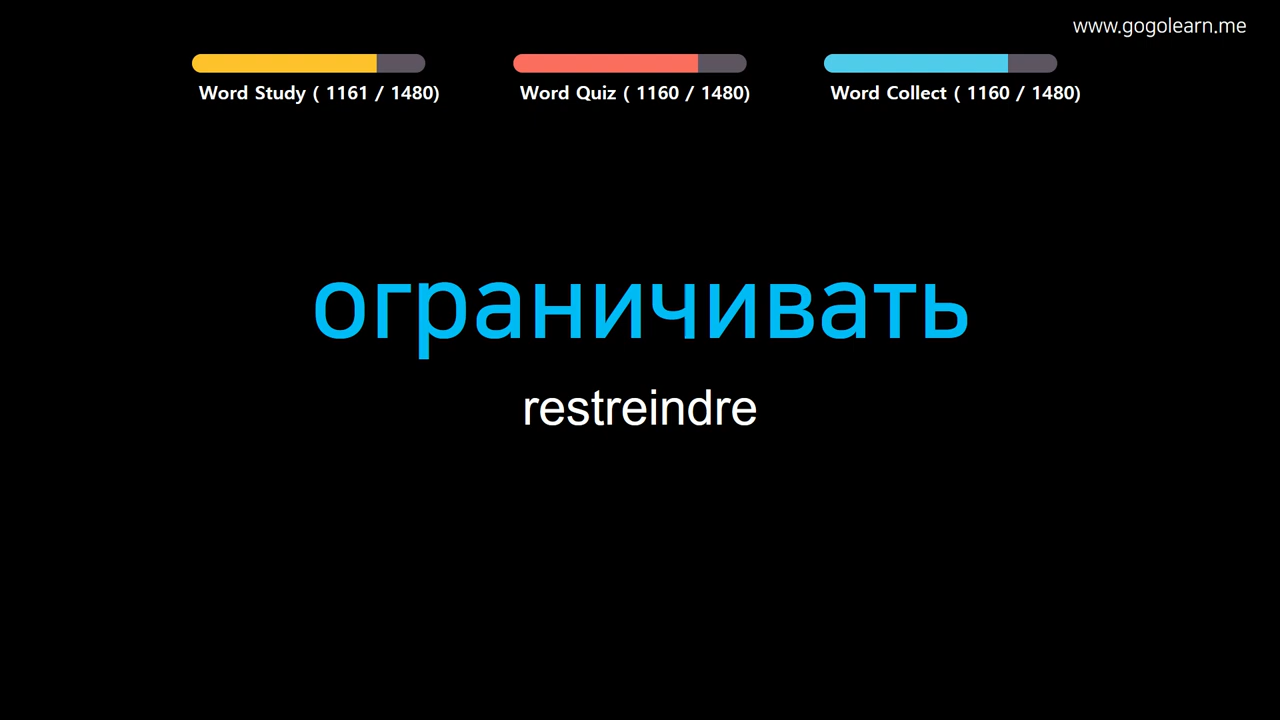 www.gogolearn.me
Word Study ( 1161 / 1480)
Word Quiz ( 1160 / 1480)
Word Collect ( 1160 / 1480)
ограничивать
restreindre